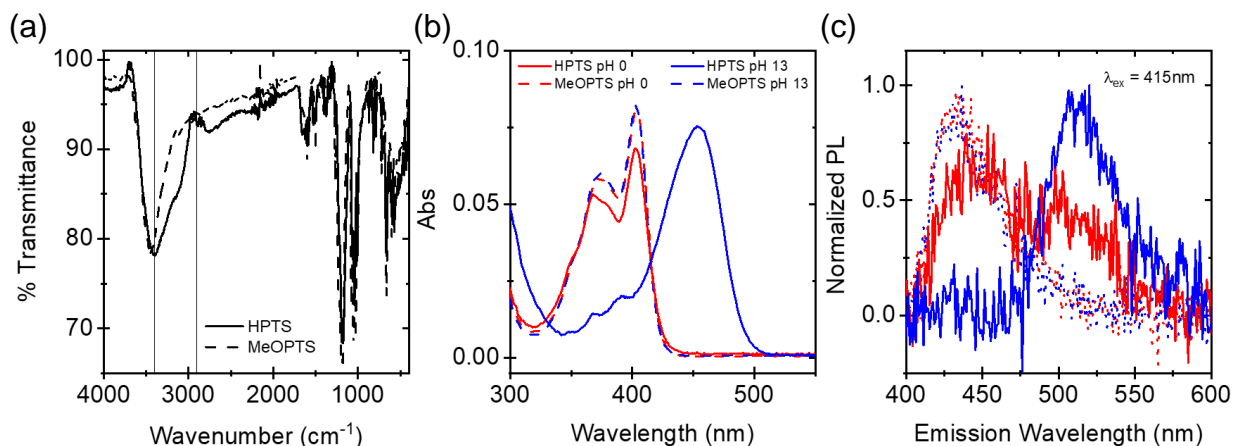 (a)
100
90
80
70
% Transmittance
HPTS
MeOPTS
4000 3000 2000 1000
Wavenumber (cm⁻¹)
(b)
0.10
0.05
0.00
Abs
HPTS pH 0
MeOPTS pH 0
HPTS pH 13
MeOPTS pH 13
300 400 500
Wavelength (nm)
(c)
1.0
0.5
0.0
Normalized PL
λex = 415nm
400 450 500 550 600
Emission Wavelength (nm)